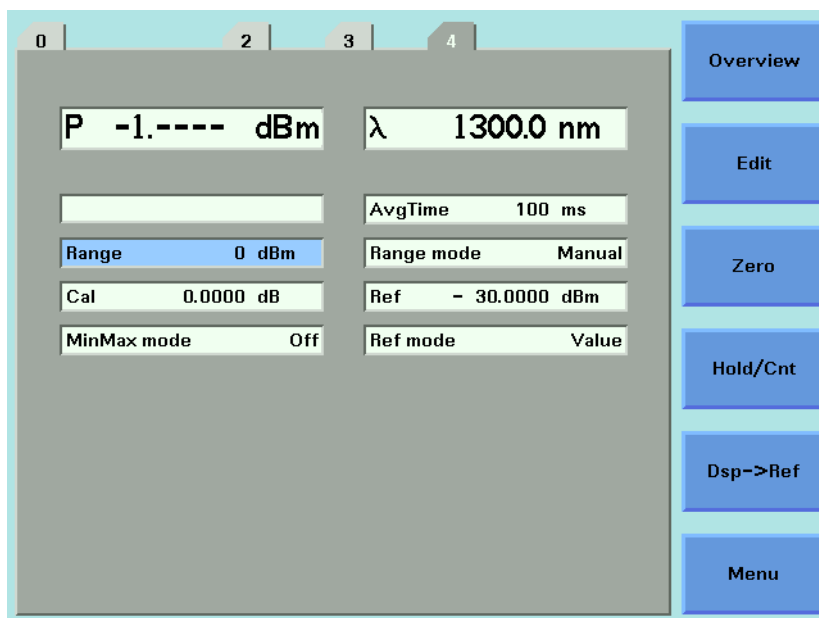 0 2 3 4
P -1.---- dBm
λ 1300.0 nm
AvgTime 100 ms
Range 0 dBm
Range mode Manual
Cal 0.0000 dB
Ref - 30.0000 dBm
MinMax mode Off
Ref mode Value
Overview
Edit
Zero
Hold/Cnt
Dsp->Ref
Menu